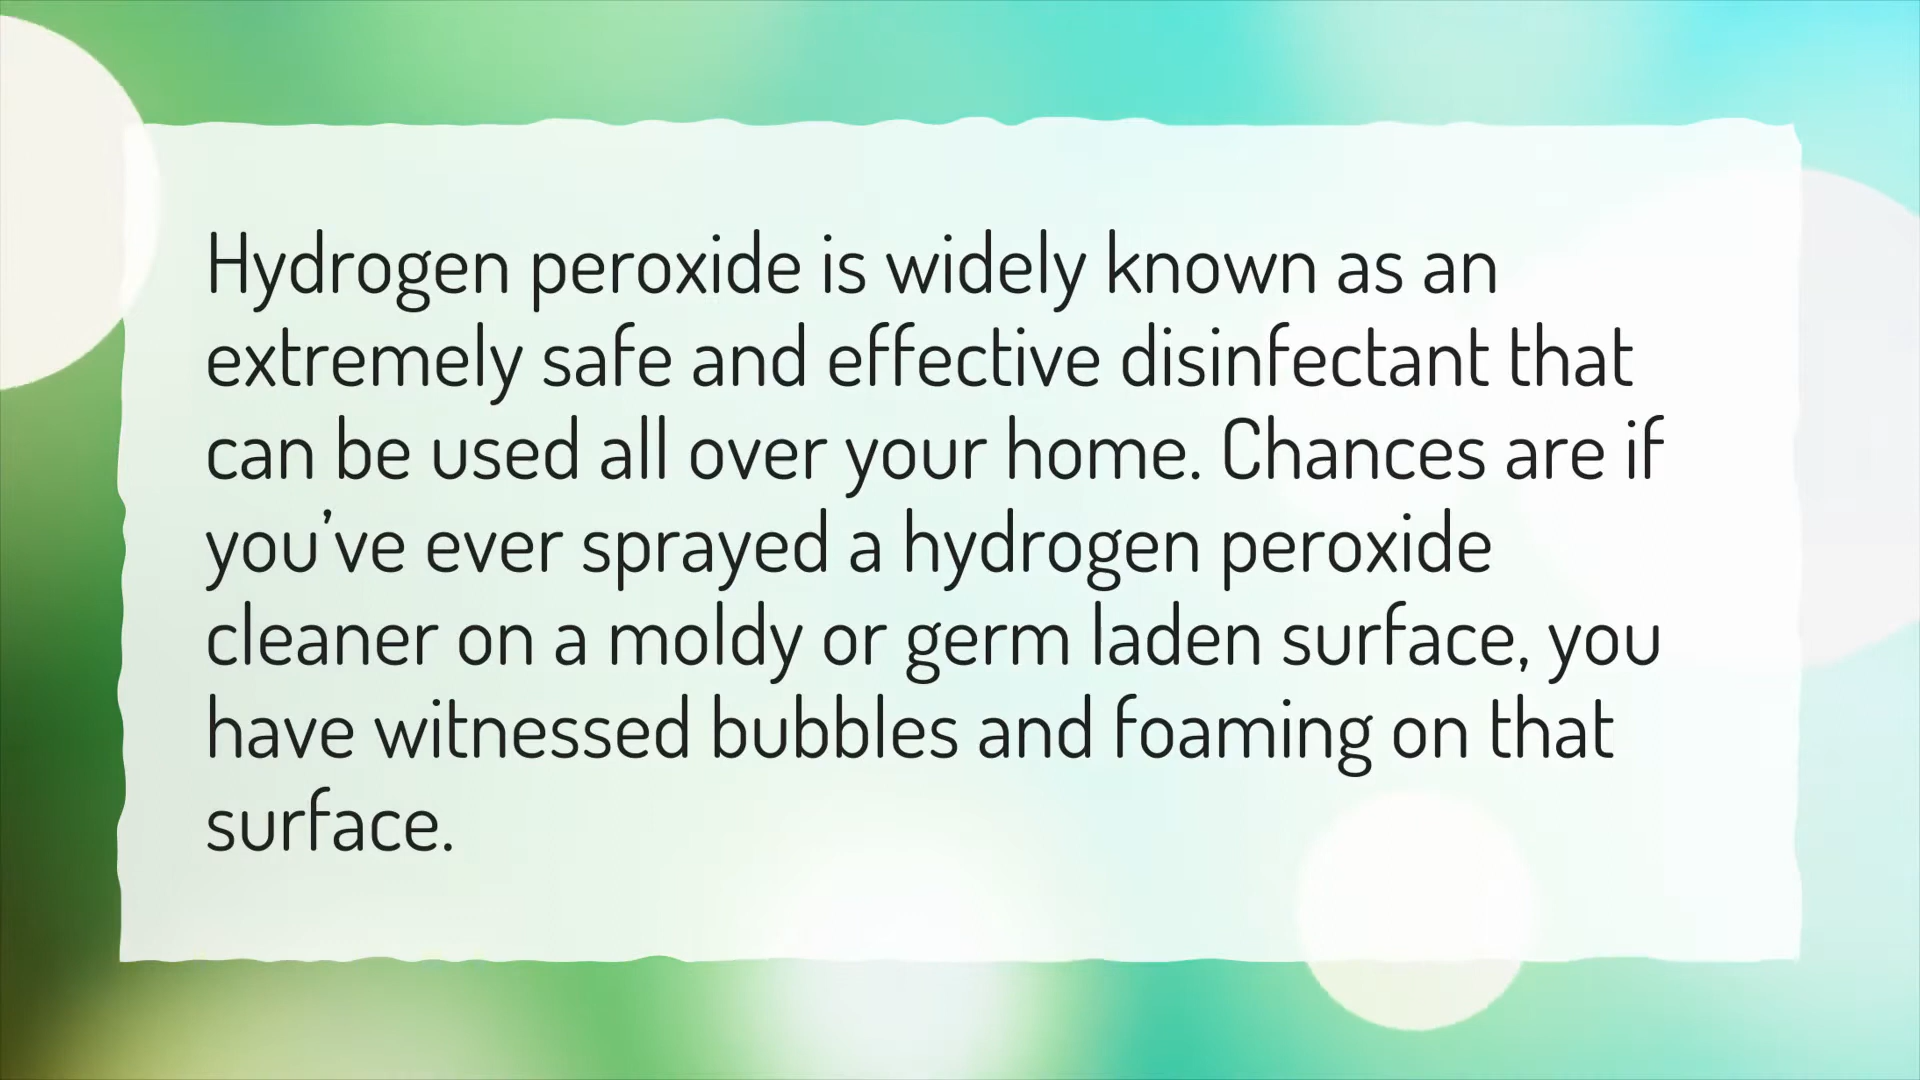 Hydrogen peroxide is widely known as an
extremely safe and effective disinfectant that
can be used all over your home. Chances are if
you've ever sprayed a hydrogen peroxide
cleaner on a moldy or germ laden surface, you
have witnessed bubbles and foaming on that
surface.